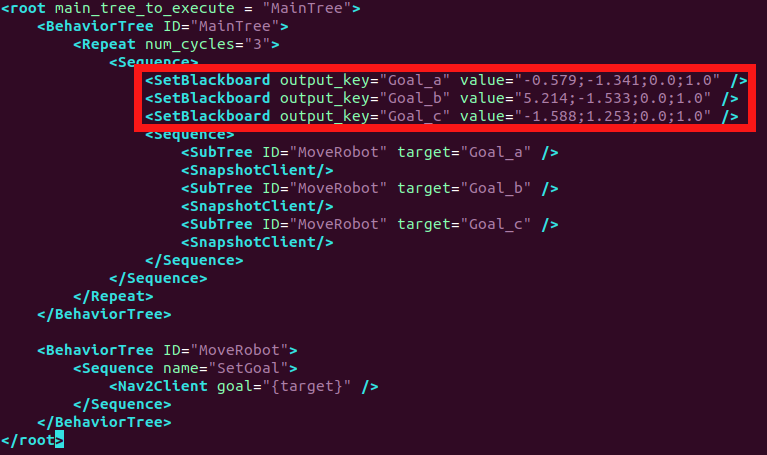 <root main_tree_to_execute = "MainTree">
    <BehaviorTree ID="MainTree">
        <Repeat num_cycles="3">
            <Sequence>
                <SetBlackboard output_key="Goal_a" value="-0.579;-1.341;0.0;1.0" />
                <SetBlackboard output_key="Goal_b" value="5.214;-1.533;0.0;1.0" />
                <SetBlackboard output_key="Goal_c" value="-1.588;1.253;0.0;1.0" />
                <Sequence>
                    <SubTree ID="MoveRobot" target="Goal_a" />
                    <SnapshotClient/>
                    <SubTree ID="MoveRobot" target="Goal_b" />
                    <SnapshotClient/>
                    <SubTree ID="MoveRobot" target="Goal_c" />
                    <SnapshotClient/>
                </Sequence>
            </Sequence>
        </Repeat>
    </BehaviorTree>

    <BehaviorTree ID="MoveRobot">
        <Sequence name="SetGoal">
            <Nav2Client goal="{target}" />
        </Sequence>
    </BehaviorTree>
</root>